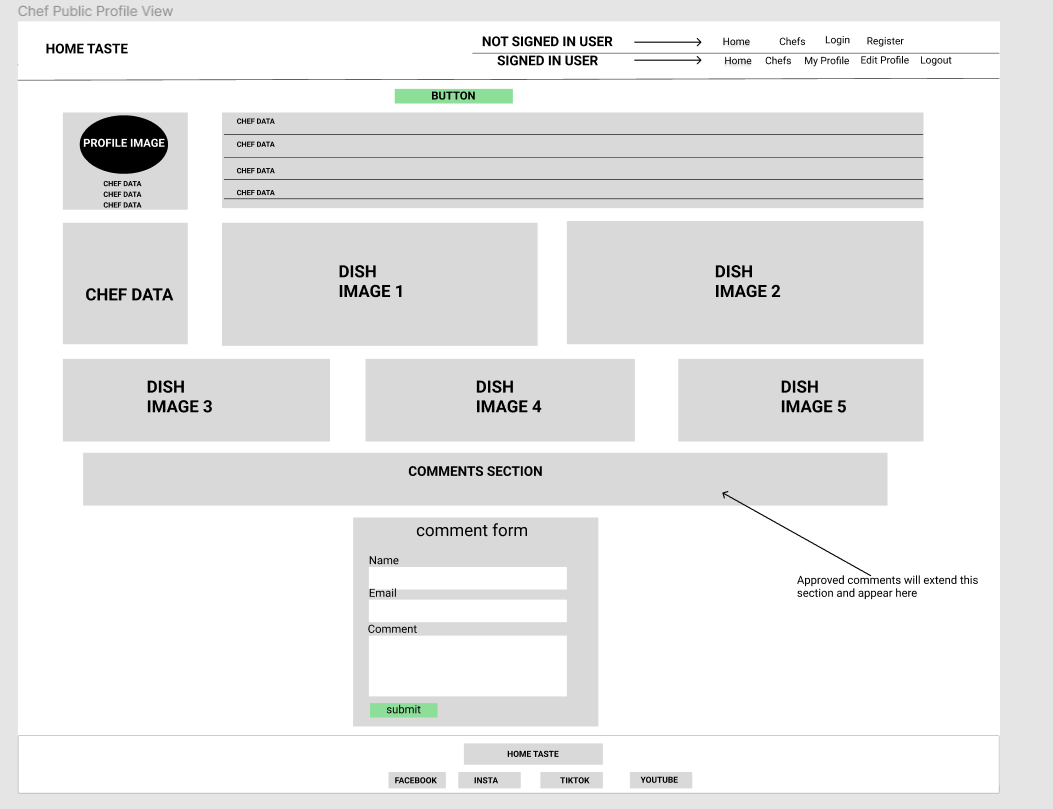 Chef Public Profile View
HOME TASTE
NOT SIGNED IN USER Home Chefs Login Register
SIGNED IN USER Home Chefs My Profile Edit Profile Logout
BUTTON
PROFILE IMAGE
CHEF DATA
CHEF DATA
CHEF DATA
CHEF DATA
CHEF DATA
CHEF DATA
CHEF DATA
CHEF DATA
DISH
IMAGE 1
DISH
IMAGE 2
DISH
IMAGE 3
DISH
IMAGE 4
DISH
IMAGE 5
COMMENTS SECTION
comment form
Name
Email
Comment
submit
Approved comments will extend this
section and appear here
HOME TASTE
FACEBOOK INSTA TIKTOK YOUTUBE